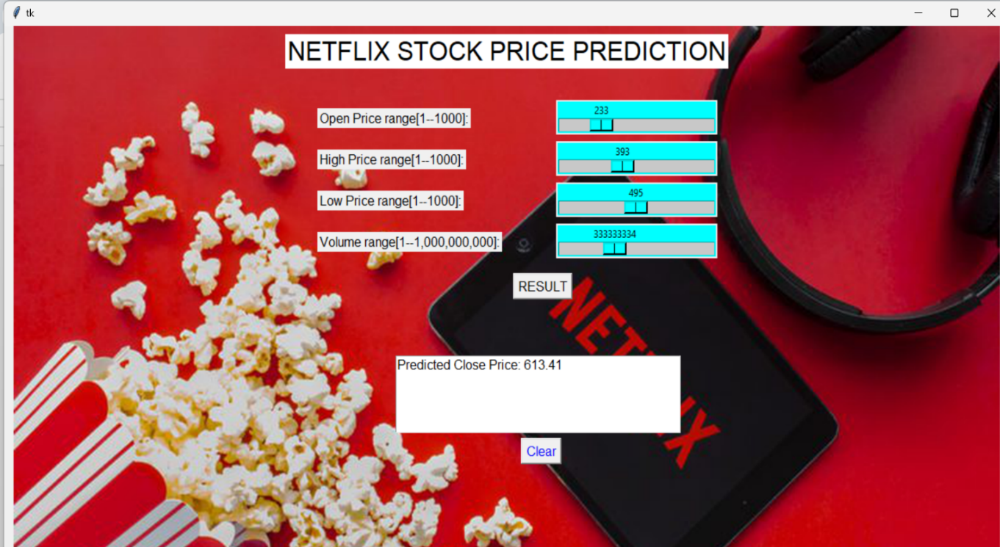 tk
NETFLIX STOCK PRICE PREDICTION
Open Price range[1--1000]:
233
High Price range[1--1000]:
393
Low Price range[1--1000]:
495
Volume range[1--1,000,000,000]:
333333334
RESULT
NETFLIX
Predicted Close Price: 613.41
Clear